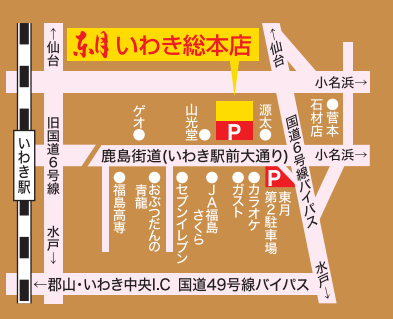 東月 いわき総本店
←仙台
←仙台
小名浜→
ゲオ
山光堂
P
源太
菅本石材店
国道6号線バイパス
いわき駅
旧国道6号線
鹿島街道(いわき駅前大通り)
小名浜→
P
東月第2駐車場
カラオケ
ガスト
JA福島さくら
セブンイレブン
おぶつだんの青龍
福島高専
水戸→
水戸→
←郡山・いわき中央I.C 国道49号線バイパス